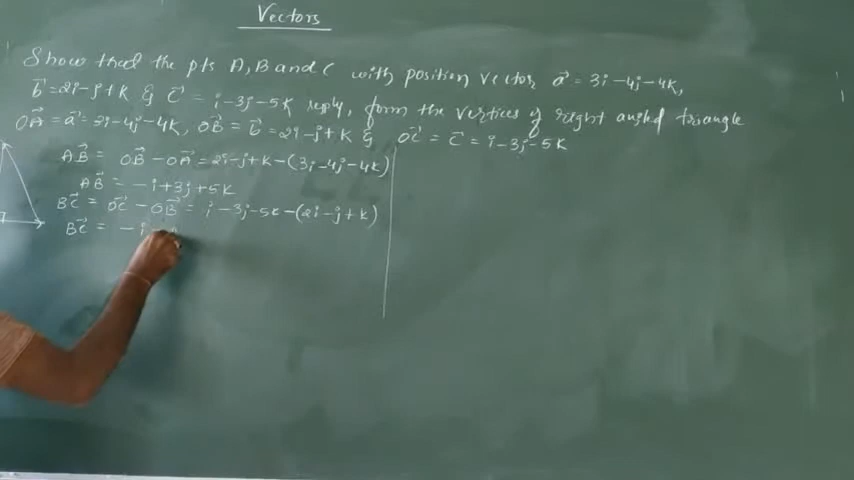 Vectors
Show that the pts A, B and C with position vector a⃗ = 3i - 4j - 4k,
b⃗ = 2i - j + k & c⃗ = i - 3j - 5k resply, form the vertices of right angled triangle
OA⃗ = a⃗ = 3i - 4j - 4k, OB⃗ = b⃗ = 2i - j + k & OC⃗ = c⃗ = i - 3j - 5k
AB⃗ = OB⃗ - OA⃗ = 2i - j + k - (3i - 4j - 4k)
AB⃗ = -i + 3j + 5k
BC⃗ = OC⃗ - OB⃗ = i - 3j - 5k - (2i - j + k)
BC⃗ = -i